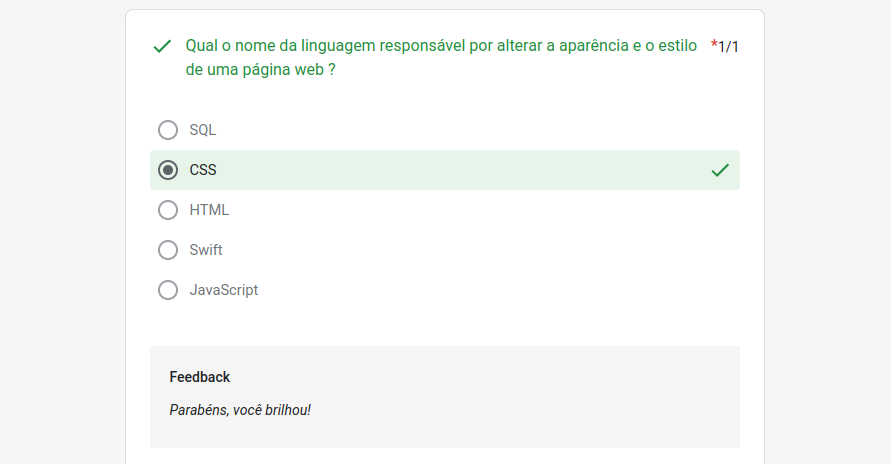 Qual o nome da linguagem responsável por alterar a aparência e o estilo *1/1
de uma página web ?
SQL
CSS
HTML
Swift
JavaScript
Feedback
Parabéns, você brilhou!